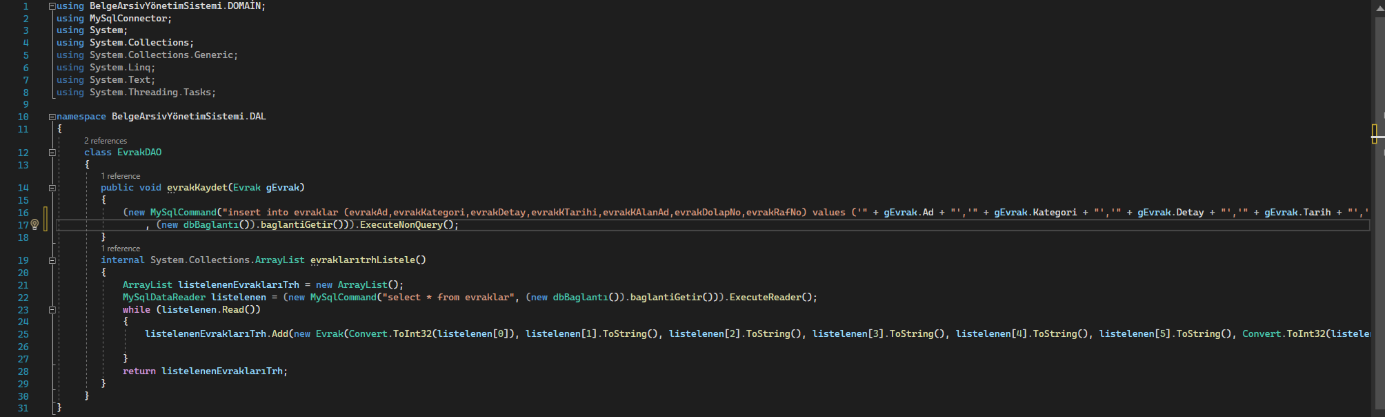 1 using BelgeArsivYönetimSistemi.DOMAİN;
2 using MySqlConnector;
3 using System;
4 using System.Collections;
5 using System.Collections.Generic;
6 using System.Linq;
7 using System.Text;
8 using System.Threading.Tasks;
9
10 namespace BelgeArsivYönetimSistemi.DAL
11 {
2 references
12 class EvrakDAO
13 {
1 reference
14 public void evrakKaydet(Evrak gEvrak)
15 {
16 (new MySqlCommand("insert into evraklar (evrakAd,evrakKategori,evrakDetay,evrakKTarihi,evrakKAlanAd,evrakDolapNo,evrakRafNo) values ('" + gEvrak.Ad + "','" + gEvrak.Kategori + "','" + gEvrak.Detay + "','" + gEvrak.Tarih + "','
17 , (new dbBaglantı()).baglantiGetir())).ExecuteNonQuery();
18 }
1 reference
19 internal System.Collections.ArrayList evraklarıtrhListele()
20 {
21 ArrayList listelenenEvraklarıTrh = new ArrayList();
22 MySqlDataReader listelenen = (new MySqlCommand("select * from evraklar", (new dbBaglantı()).baglantiGetir())).ExecuteReader();
23 while (listelenen.Read())
24 {
25 listelenenEvraklarıTrh.Add(new Evrak(Convert.ToInt32(listelenen[0]), listelenen[1].ToString(), listelenen[2].ToString(), listelenen[3].ToString(), listelenen[4].ToString(), listelenen[5].ToString(), Convert.ToInt32(listelen
26
27 }
28 return listelenenEvraklarıTrh;
29 }
30 }
31 }